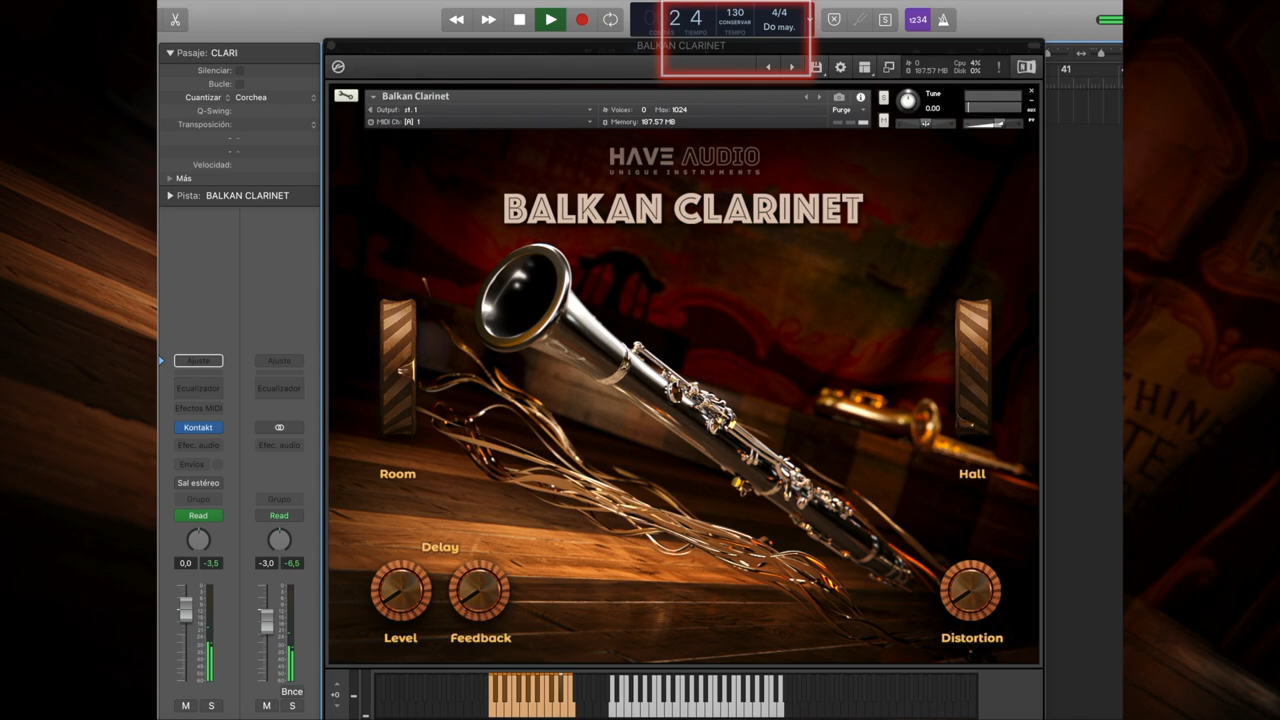 2 4 130 4/4
CONSERVAR Do may.
TIEMPO TEMPO
1234
BALKAN CLARINET
Pasaje: CLARI
Silenciar:
Bucle:
Cuantizar Corchea
Q-Swing:
Transposición:
Velocidad:
Más
Pista: BALKAN CLARINET
0
187.57 MB
Cpu 4%
Disk 0%
!
41
Balkan Clarinet
Output: st. 1
Voices: 0 Max: 1024
Purge
MIDI Ch: [A] 1
Memory: 187.57 MB
S
M
Tune
0.00
HAVE AUDIO
UNIQUE INSTRUMENTS
BALKAN CLARINET
Ajuste Ajuste
Ecualizador Ecualizador
Efectos MIDI
Kontakt
Efec. audio Efec. audio
Envíos
Sal estéreo
Grupo Grupo
Read Read
0,0 -3,5 -3,0 -6,5
Bnce
M S M S
Room
Hall
Delay
Level
Feedback
Distortion
+0